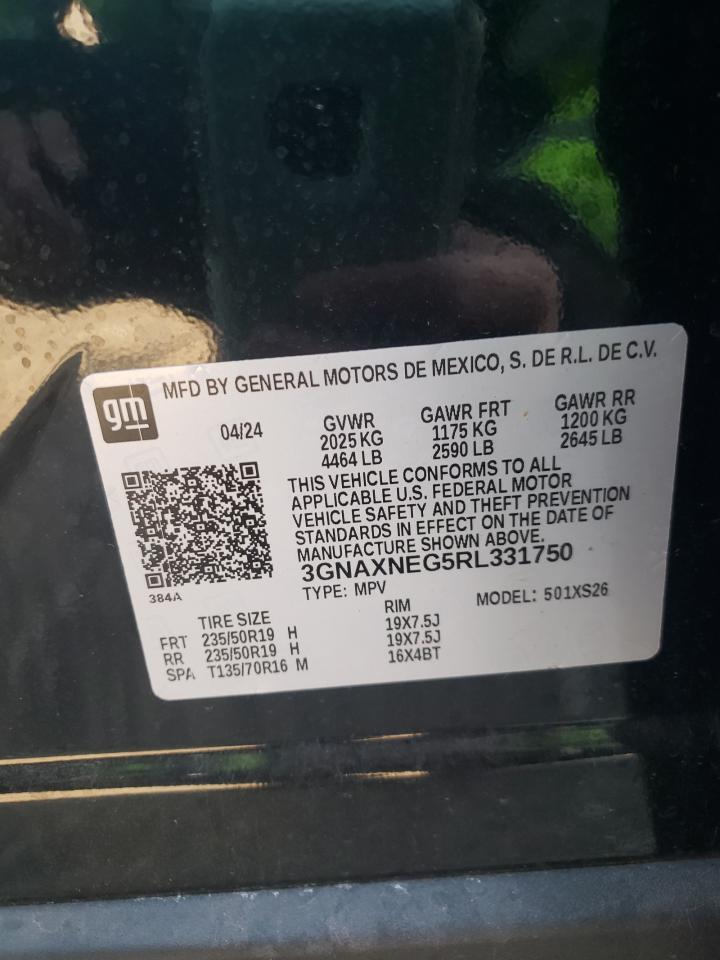 gm
MFD BY GENERAL MOTORS DE MEXICO, S. DE R.L. DE C.V.
04/24
GVWR GAWR FRT GAWR RR
2025 KG 1175 KG 1200 KG
4464 LB 2590 LB 2645 LB
THIS VEHICLE CONFORMS TO ALL
APPLICABLE U.S. FEDERAL MOTOR
VEHICLE SAFETY AND THEFT PREVENTION
STANDARDS IN EFFECT ON THE DATE OF
MANUFACTURE SHOWN ABOVE.
3GNAXNEG5RL331750
384A
TYPE: MPV MODEL: 501XS26
TIRE SIZE RIM
FRT 235/50R19 H 19X7.5J
RR 235/50R19 H 19X7.5J
SPA T135/70R16 M 16X4BT